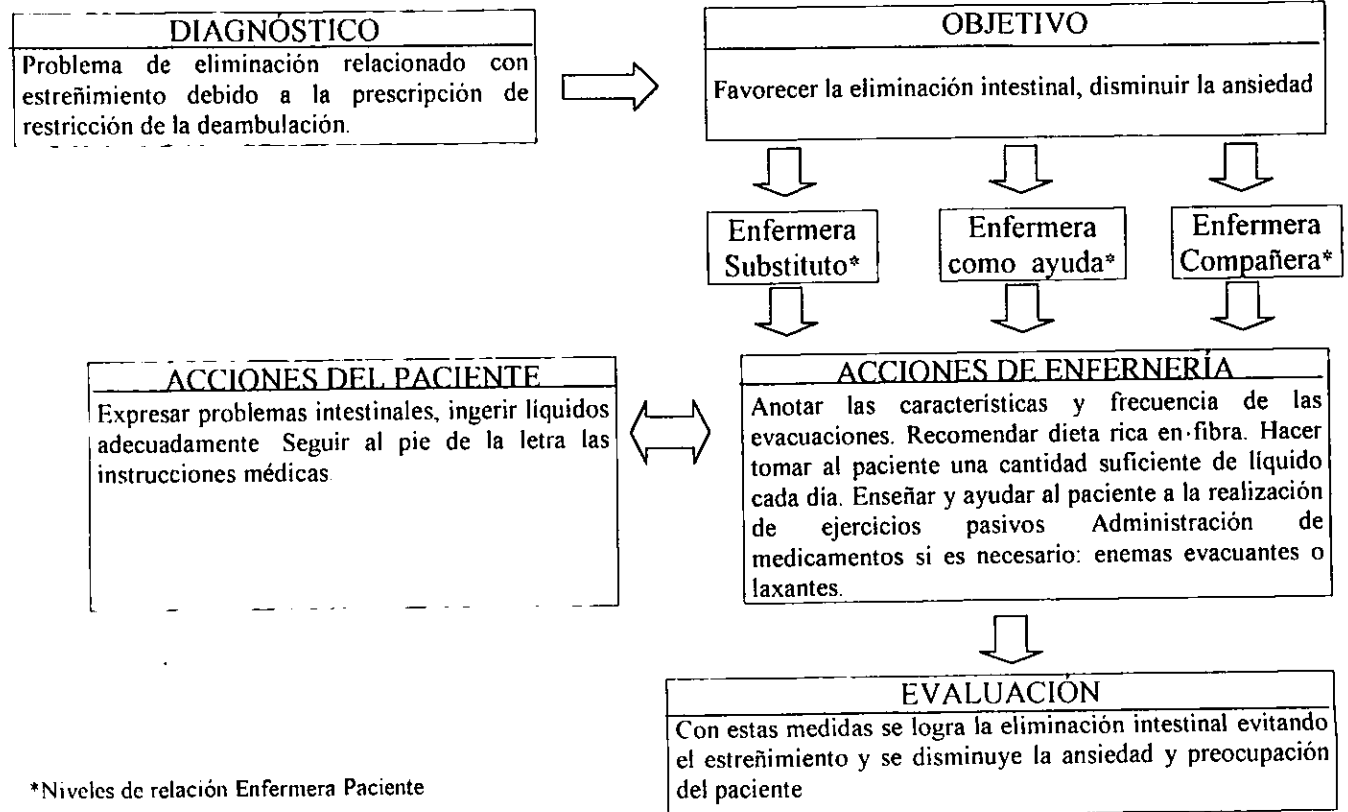 DIAGNÓSTICO
Problema de eliminación relacionado con
estreñimiento debido a la prescripción de
restricción de la deambulación.
OBJETIVO
Favorecer la eliminación intestinal, disminuir la ansiedad
Enfermera
Substituto*
Enfermera
como ayuda*
Enfermera
Compañera*
ACCIONES DEL PACIENTE
Expresar problemas intestinales, ingerir líquidos
adecuadamente Seguir al pie de la letra las
instrucciones médicas
ACCIONES DE ENFERNERÍA
Anotar las características y frecuencia de las
evacuaciones. Recomendar dieta rica en fibra. Hacer
tomar al paciente una cantidad suficiente de líquido
cada día. Enseñar y ayudar al paciente a la realización
de ejercicios pasivos Administración de
medicamentos si es necesario: enemas evacuantes o
laxantes.
EVALUACIÓN
Con estas medidas se logra la eliminación intestinal evitando
el estreñimiento y se disminuye la ansiedad y preocupación
del paciente
*Niveles de relación Enfermera Paciente